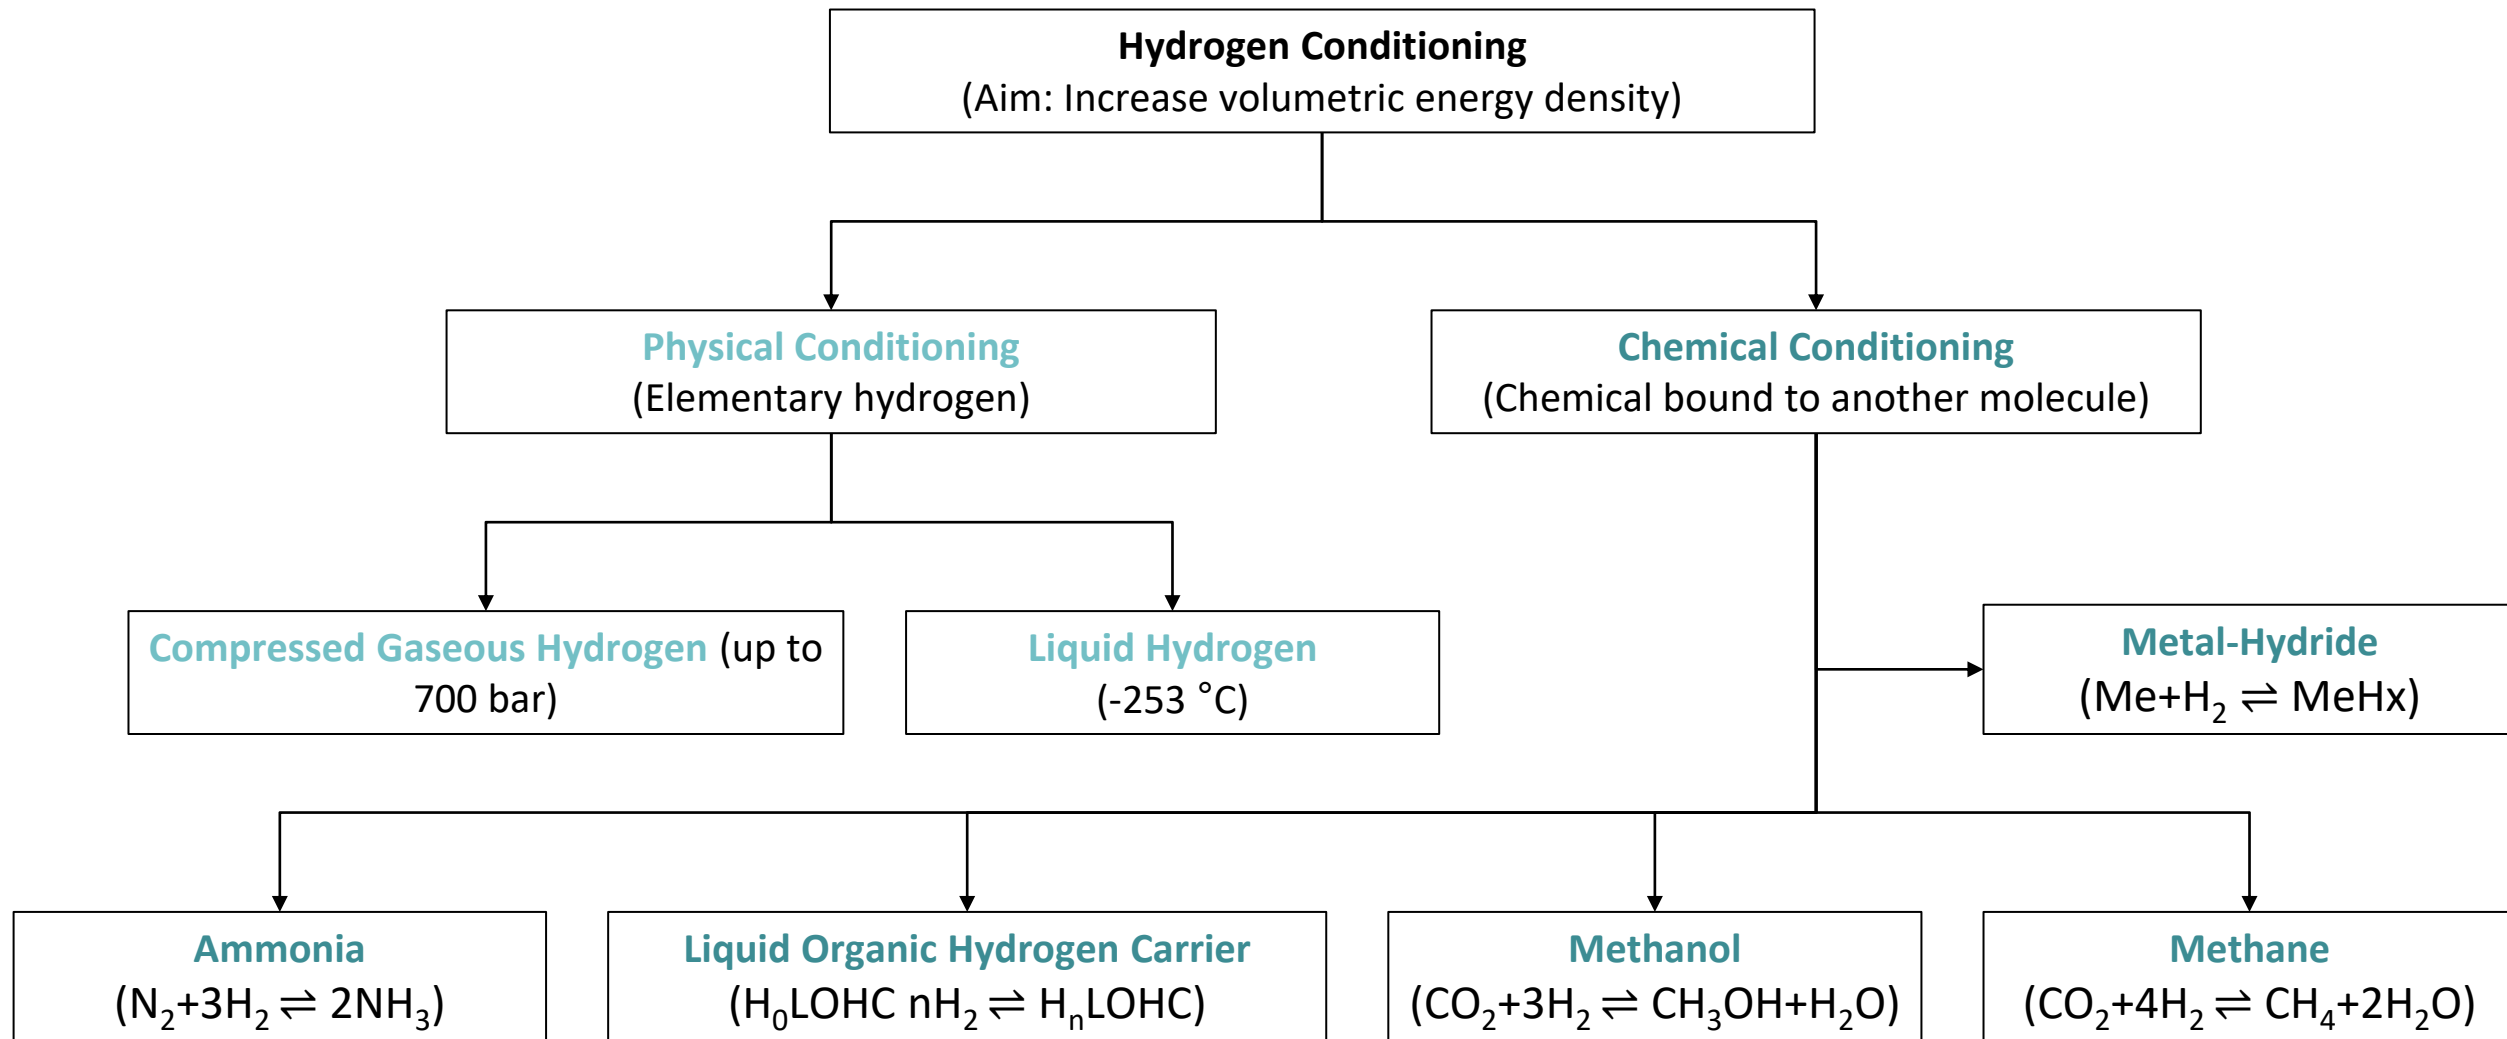 Hydrogen Conditioning
(Aim: Increase volumetric energy density)
Physical Conditioning
(Elementary hydrogen)
Chemical Conditioning
(Chemical bound to another molecule)
Compressed Gaseous Hydrogen (up to
700 bar)
Liquid Hydrogen
(-253 °C)
Metal-Hydride
(Me+H₂ ⇌ MeHx)
Ammonia
(N₂+3H₂ ⇌ 2NH₃)
Liquid Organic Hydrogen Carrier
(H₀LOHC nH₂ ⇌ HₙLOHC)
Methanol
(CO₂+3H₂ ⇌ CH₃OH+H₂O)
Methane
(CO₂+4H₂ ⇌ CH₄+2H₂O)